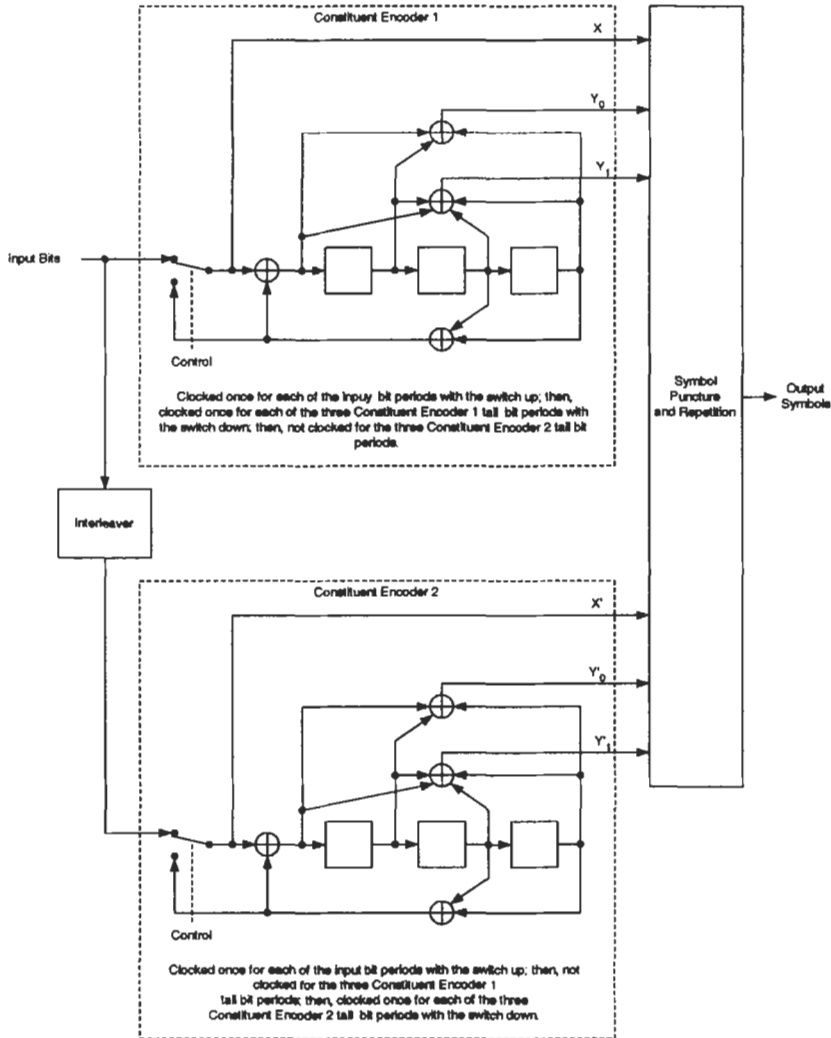 Constituent Encoder 1
X
Y0
Y1
Input Bits
Control
Clocked once for each of the inpuy bit periods with the switch up; then,
clocked once for each of the three Constituent Encoder 1 tail bit periods with
the switch down; then, not clocked for the three Constituent Encoder 2 tail bit
periods.
Symbol
Puncture
and Repetition
Output
Symbols
Interleaver
Constituent Encoder 2
X'
Y'0
Y'1
Control
Clocked once for each of the input bit periods with the switch up; then, not
clocked for the three Constituent Encoder 1
tail bit periods; then, clocked once for each of the three
Constituent Encoder 2 tail bit periods with the switch down.